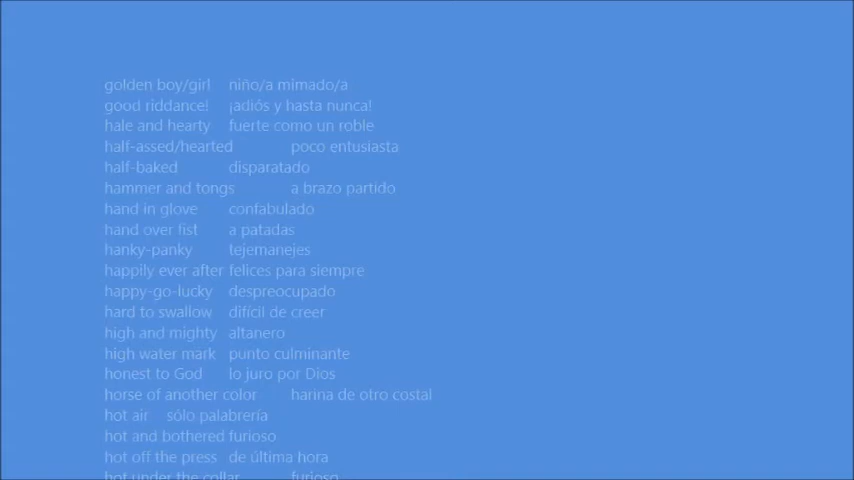 golden boy/girl niño/a mimado/a
good riddance! ¡adiós y hasta nunca!
hale and hearty fuerte como un roble
half-assed/hearted poco entusiasta
half-baked disparatado
hammer and tongs a brazo partido
hand in glove confabulado
hand over fist a patadas
hanky-panky tejemanejes
happily ever after felices para siempre
happy-go-lucky despreocupado
hard to swallow difícil de creer
high and mighty altanero
high water mark punto culminante
honest to God lo juro por Dios
horse of another color harina de otro costal
hot air sólo palabrería
hot and bothered furioso
hot off the press de última hora
hot under the collar furioso